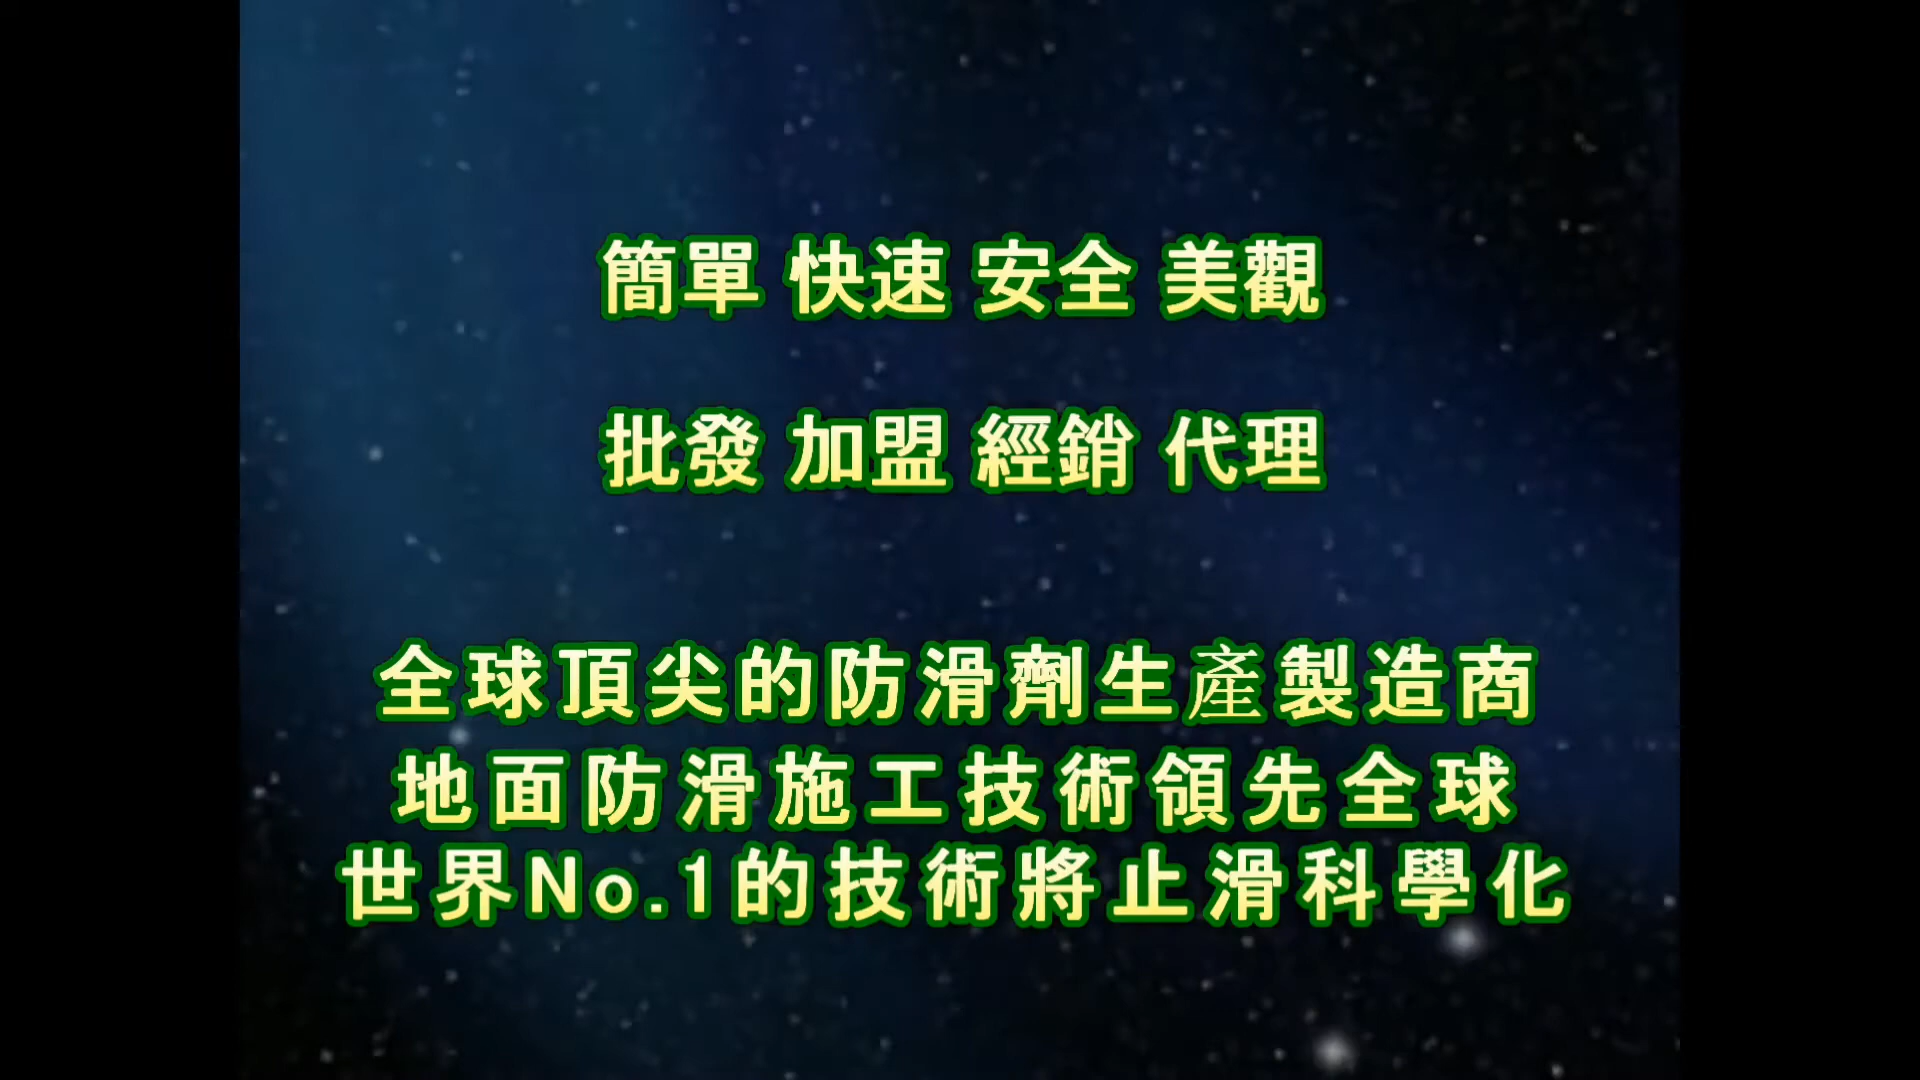 簡單 快速 安全 美觀
批發 加盟 經銷 代理
全球頂尖的防滑劑生產製造商
地面防滑施工技術領先全球
世界No.1的技術將止滑科學化